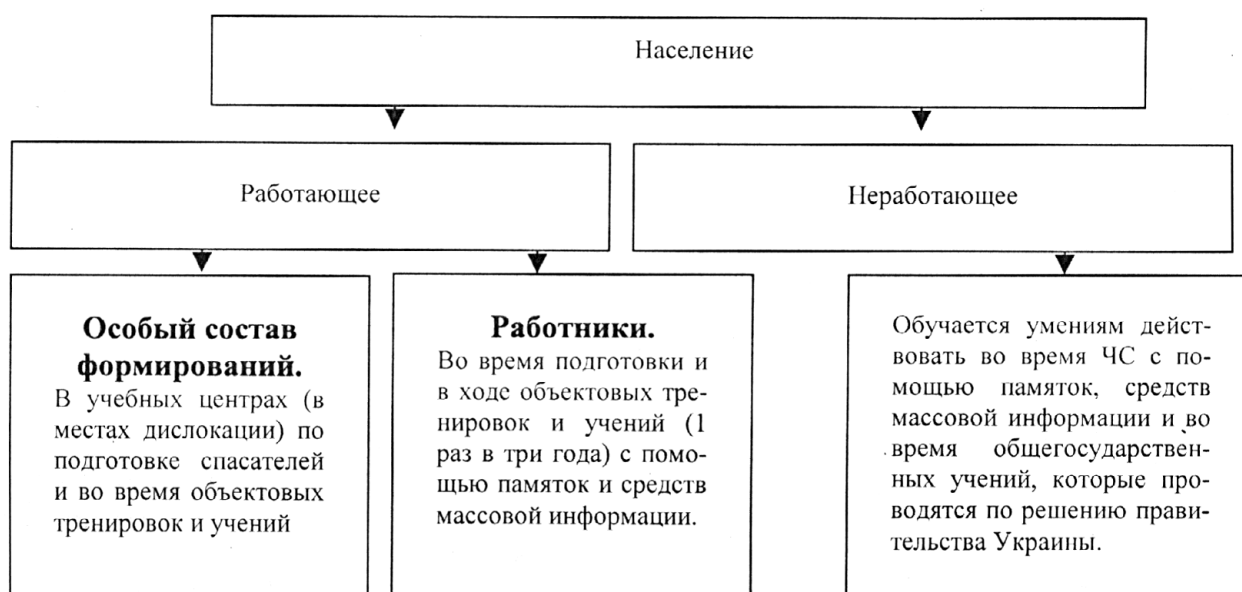 Население
Работающее
Неработающее
Особый состав
формирований.
В учебных центрах (в
местах дислокации) по
подготовке спасателей
и во время объектовых
тренировок и учений
Работники.
Во время подготовки и
в ходе объектовых тре-
нировок и учений (1
раз в три года) с помо-
щью памяток и средств
массовой информации.
Обучается умениям дейст-
вовать во время ЧС с по-
мощью памяток, средств
массовой информации и во
время общегосударствен-
ных учений, которые про-
водятся по решению прави-
тельства Украины.